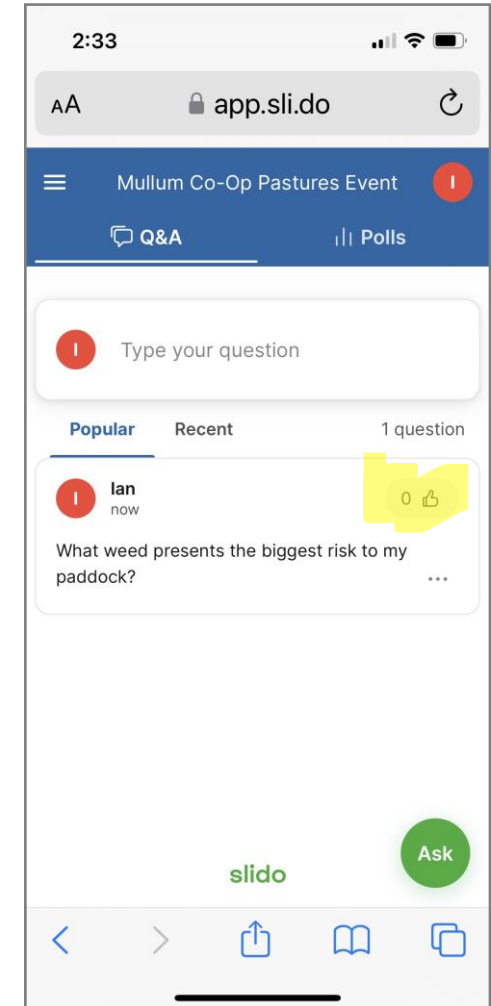 2:33
AA app.sli.do
Mullum Co-Op Pastures Event I
Q&A Polls
I Type your question
Popular Recent 1 question
I Ian
now
0
What weed presents the biggest risk to my
paddock?
...
Ask
slido